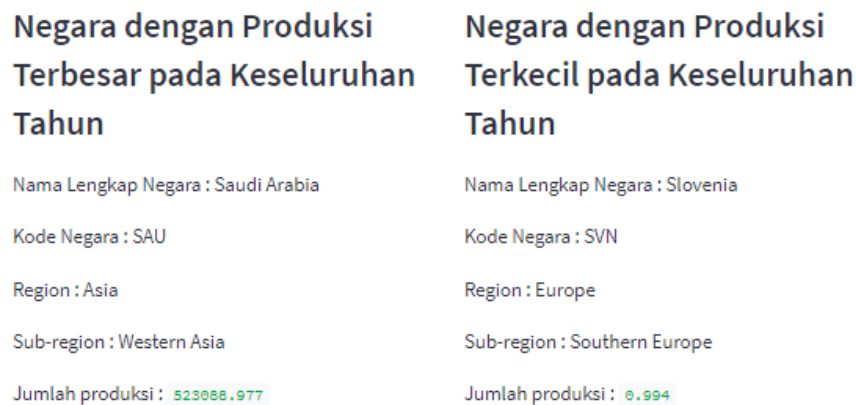 Negara dengan Produksi
Terbesar pada Keseluruhan
Tahun
Nama Lengkap Negara : Saudi Arabia
Kode Negara : SAU
Region : Asia
Sub-region : Western Asia
Jumlah produksi : 523088.977
Negara dengan Produksi
Terkecil pada Keseluruhan
Tahun
Nama Lengkap Negara : Slovenia
Kode Negara : SVN
Region : Europe
Sub-region : Southern Europe
Jumlah produksi : 0.994